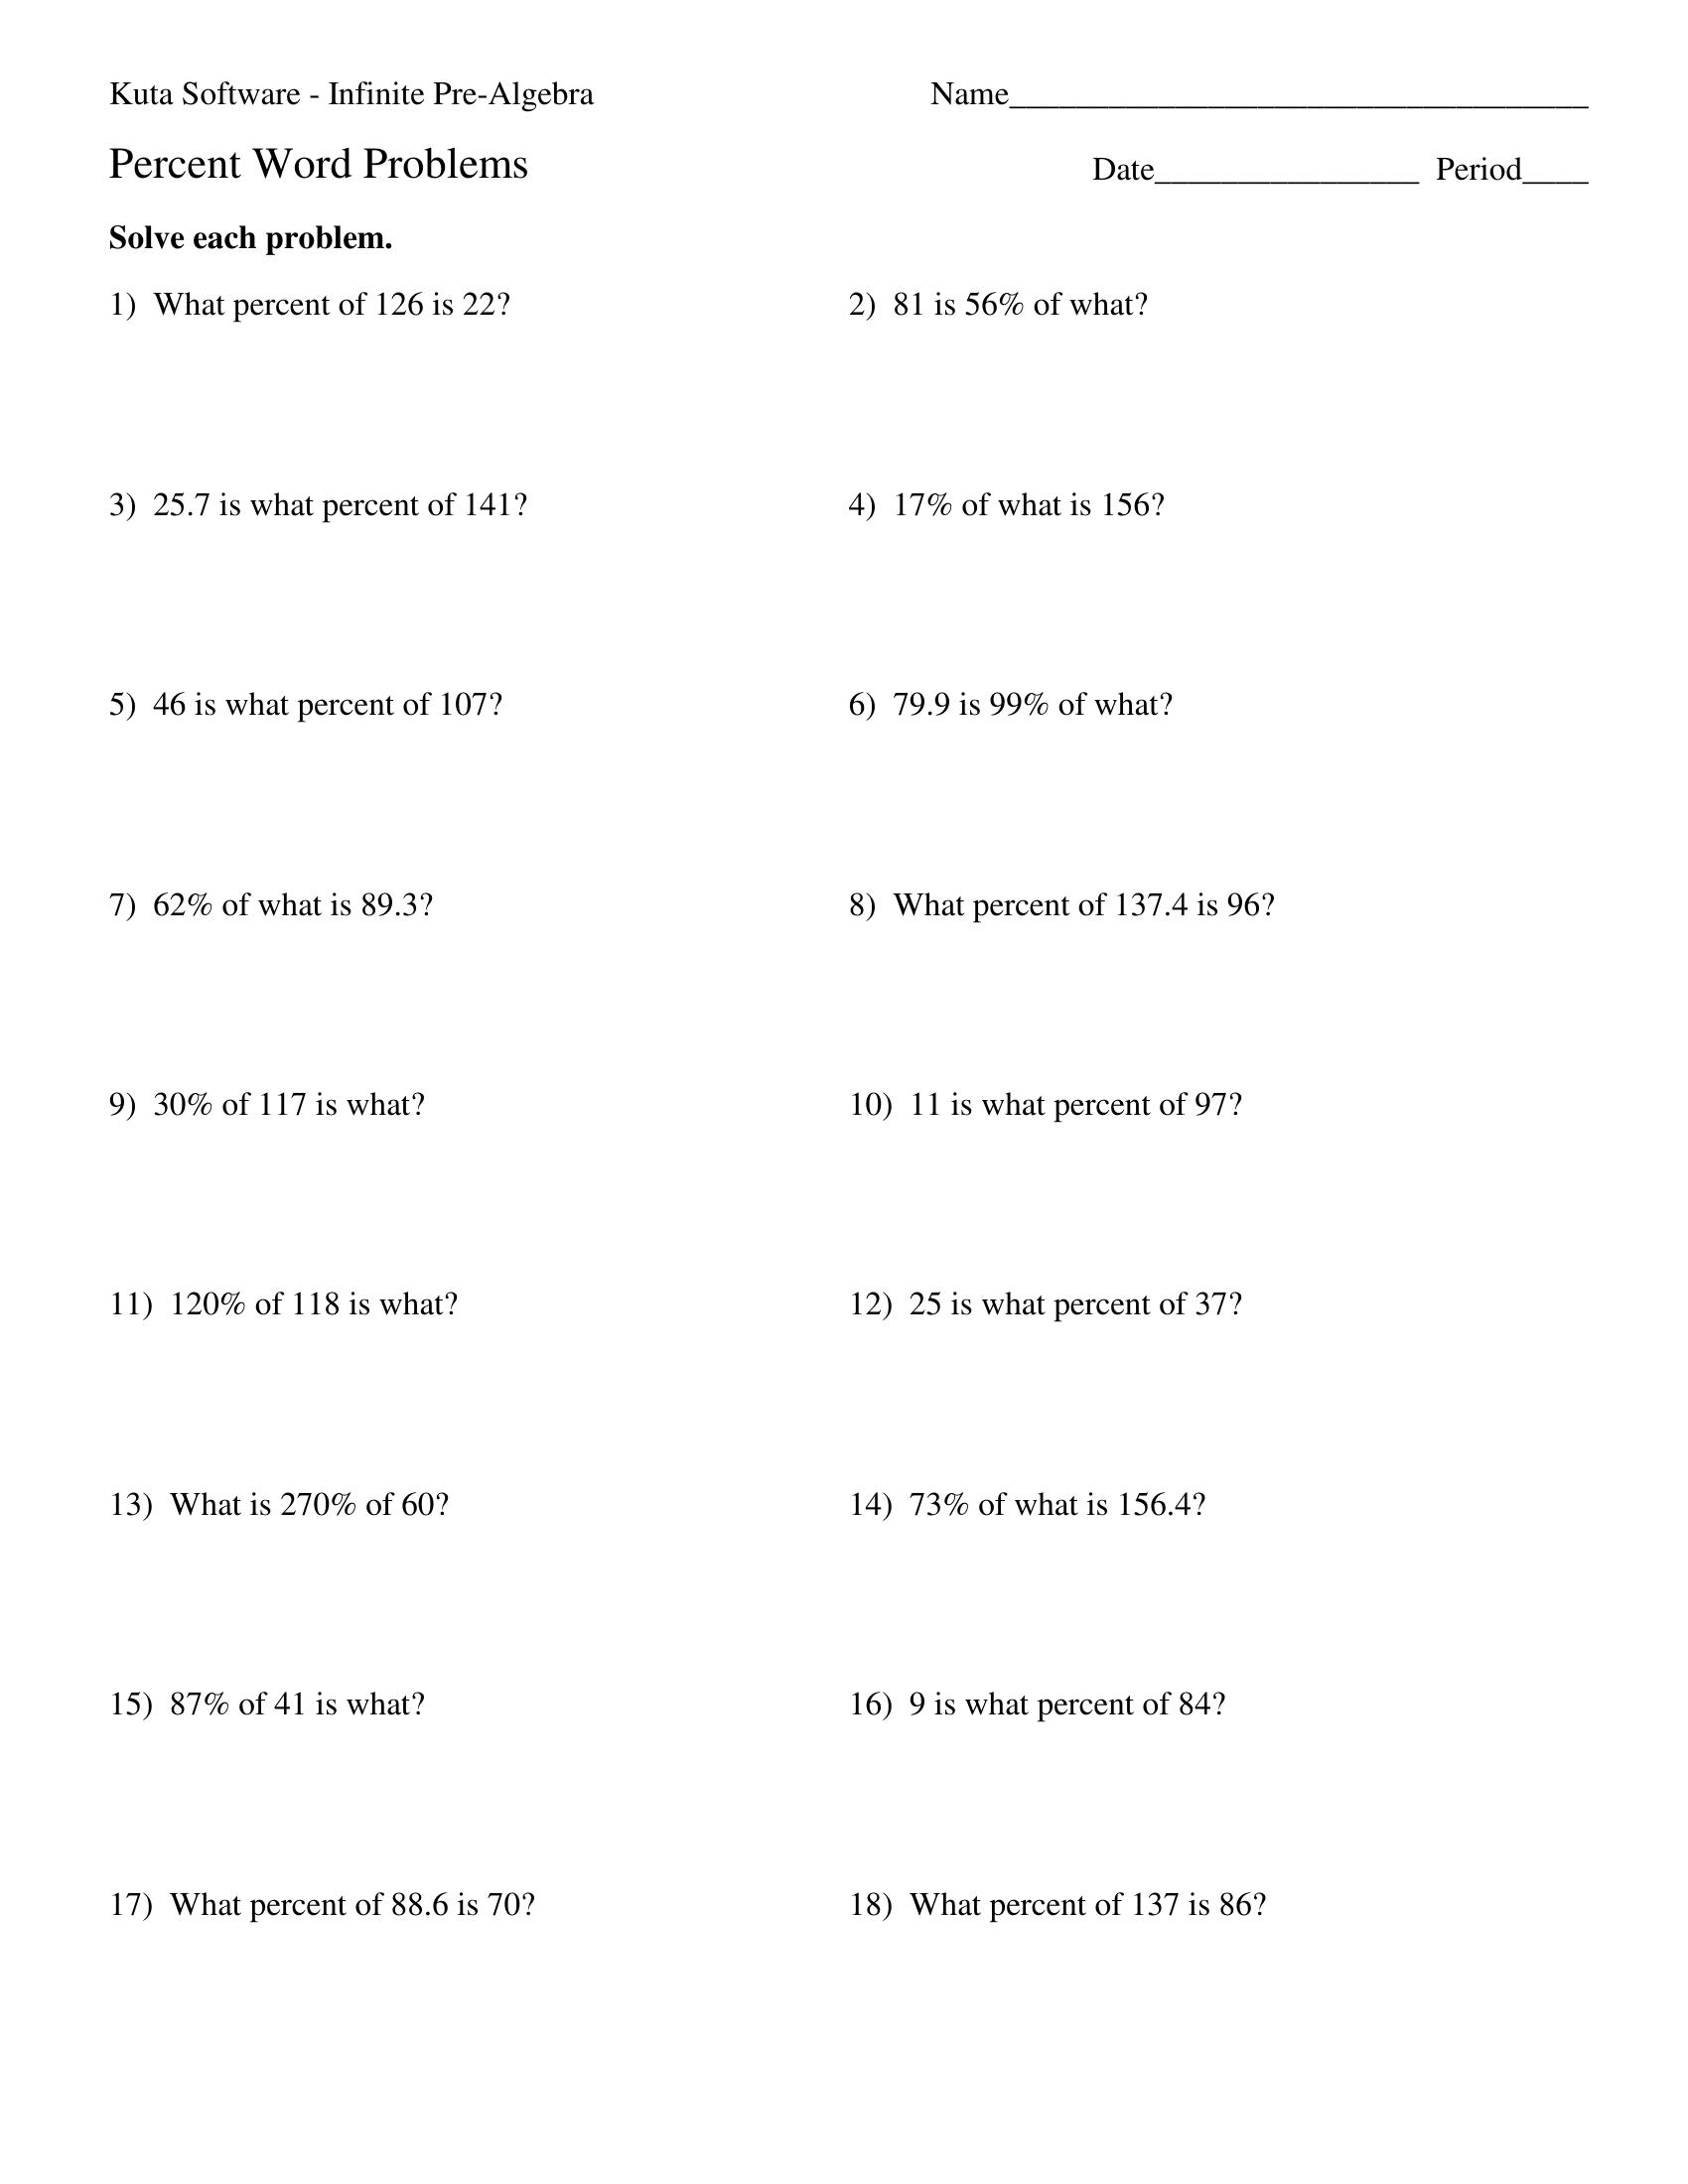 Kuta Software - Infinite Pre-Algebra
Name___________________________________
Percent Word Problems
Date________________ Period____
Solve each problem.
1) What percent of 126 is 22?
2) 81 is 56% of what?
3) 25.7 is what percent of 141?
4) 17% of what is 156?
5) 46 is what percent of 107?
6) 79.9 is 99% of what?
7) 62% of what is 89.3?
8) What percent of 137.4 is 96?
9) 30% of 117 is what?
10) 11 is what percent of 97?
11) 120% of 118 is what?
12) 25 is what percent of 37?
13) What is 270% of 60?
14) 73% of what is 156.4?
15) 87% of 41 is what?
16) 9 is what percent of 84?
17) What percent of 88.6 is 70?
18) What percent of 137 is 86?